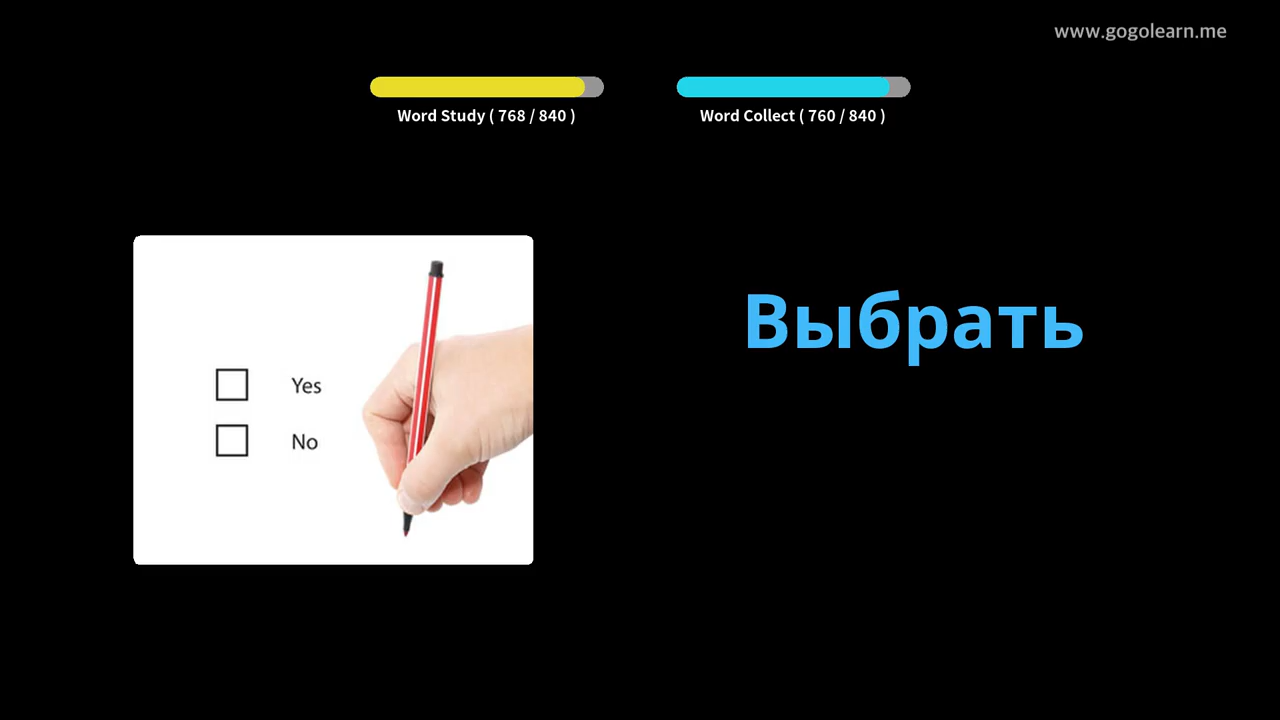 www.gogolearn.me
Word Study ( 768 / 840 )
Word Collect ( 760 / 840 )
Выбрать
Yes
No